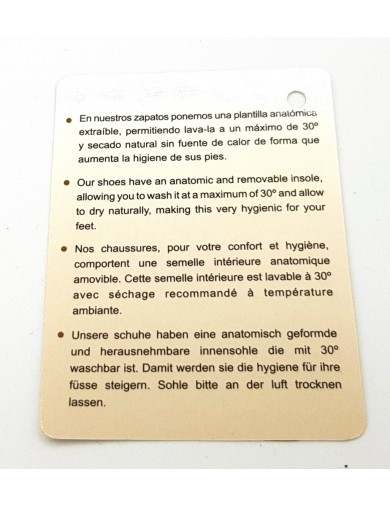 • En nuestros zapatos ponemos una plantilla anatómica
extraíble, permitiendo lava-la a un máximo de 30º
y secado natural sin fuente de calor de forma que
aumenta la higiene de sus pies.
• Our shoes have an anatomic and removable insole,
allowing you to wash it at a maximum of 30º and allow
to dry naturally, making this very hygienic for your
feet.
• Nos chaussures, pour votre confort et hygiène,
comportent une semelle intérieure anatomique
amovible. Cette semelle intérieure est lavable à 30º
avec séchage recommandé à température
ambiante.
• Unsere schuhe haben eine anatomisch geformde
und herausnehmbare innensohle die mit 30º
waschbar ist. Damit werden sie die hygiene für ihre
füsse steigern. Sohle bitte an der luft trocknen
lassen.